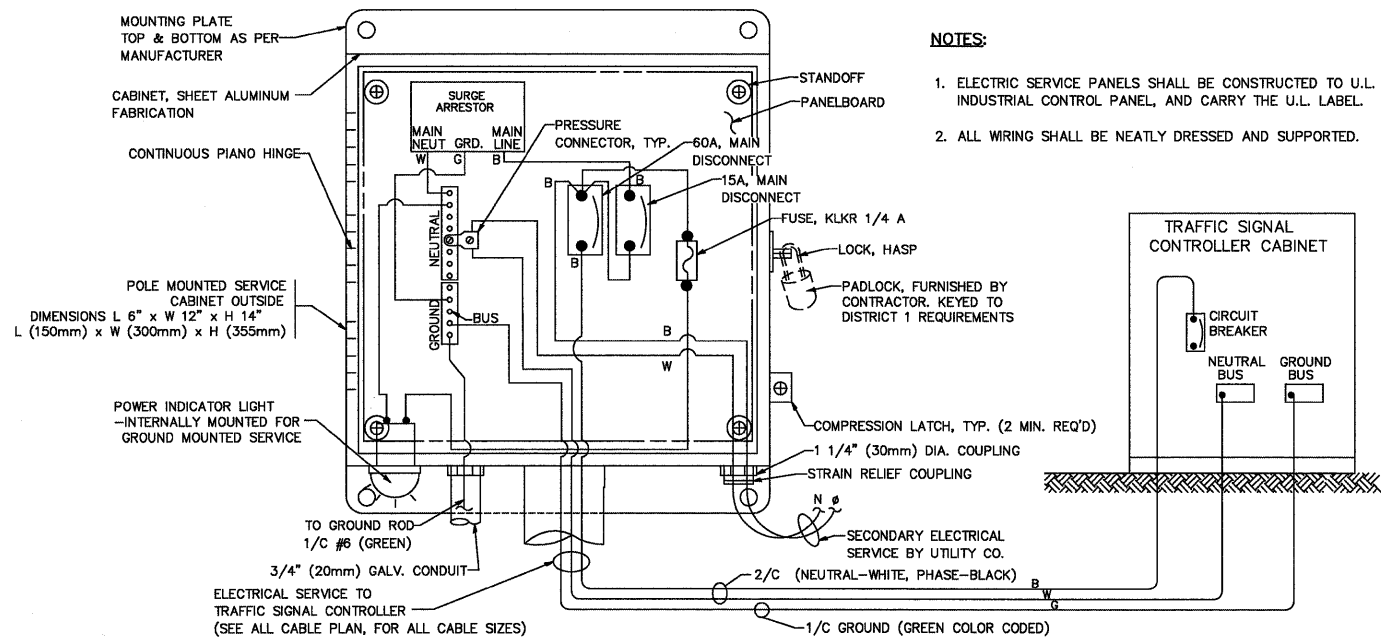 MOUNTING PLATE
TOP & BOTTOM AS PER
MANUFACTURER
CABINET, SHEET ALUMINUM
FABRICATION
CONTINUOUS PIANO HINGE
POLE MOUNTED SERVICE
CABINET OUTSIDE
DIMENSIONS L 6" x W 12" x H 14"
L (150mm) x W (300mm) x H (355mm)
POWER INDICATOR LIGHT
-INTERNALLY MOUNTED FOR
GROUND MOUNTED SERVICE
SURGE
ARRESTOR
MAIN
NEUT
GRD.
MAIN
LINE
W
G
B
PRESSURE
CONNECTOR, TYP.
NEUTRAL
GROUND
BUS
B
B
B
B
W
STANDOFF
PANELBOARD
60A, MAIN
DISCONNECT
15A, MAIN
DISCONNECT
FUSE, KLKR 1/4 A
LOCK, HASP
PADLOCK, FURNISHED BY
CONTRACTOR. KEYED TO
DISTRICT 1 REQUIREMENTS
COMPRESSION LATCH, TYP. (2 MIN. REQ'D)
1 1/4" (30mm) DIA. COUPLING
STRAIN RELIEF COUPLING
N ø
SECONDARY ELECTRICAL
SERVICE BY UTILITY CO.
TO GROUND ROD
1/C #6 (GREEN)
3/4" (20mm) GALV. CONDUIT
ELECTRICAL SERVICE TO
TRAFFIC SIGNAL CONTROLLER
(SEE ALL CABLE PLAN, FOR ALL CABLE SIZES)
2/C (NEUTRAL-WHITE, PHASE-BLACK)
B
W
G
1/C GROUND (GREEN COLOR CODED)
NOTES:
1. ELECTRIC SERVICE PANELS SHALL BE CONSTRUCTED TO U.L.
INDUSTRIAL CONTROL PANEL, AND CARRY THE U.L. LABEL.
2. ALL WIRING SHALL BE NEATLY DRESSED AND SUPPORTED.
TRAFFIC SIGNAL
CONTROLLER CABINET
CIRCUIT
BREAKER
NEUTRAL
BUS
GROUND
BUS